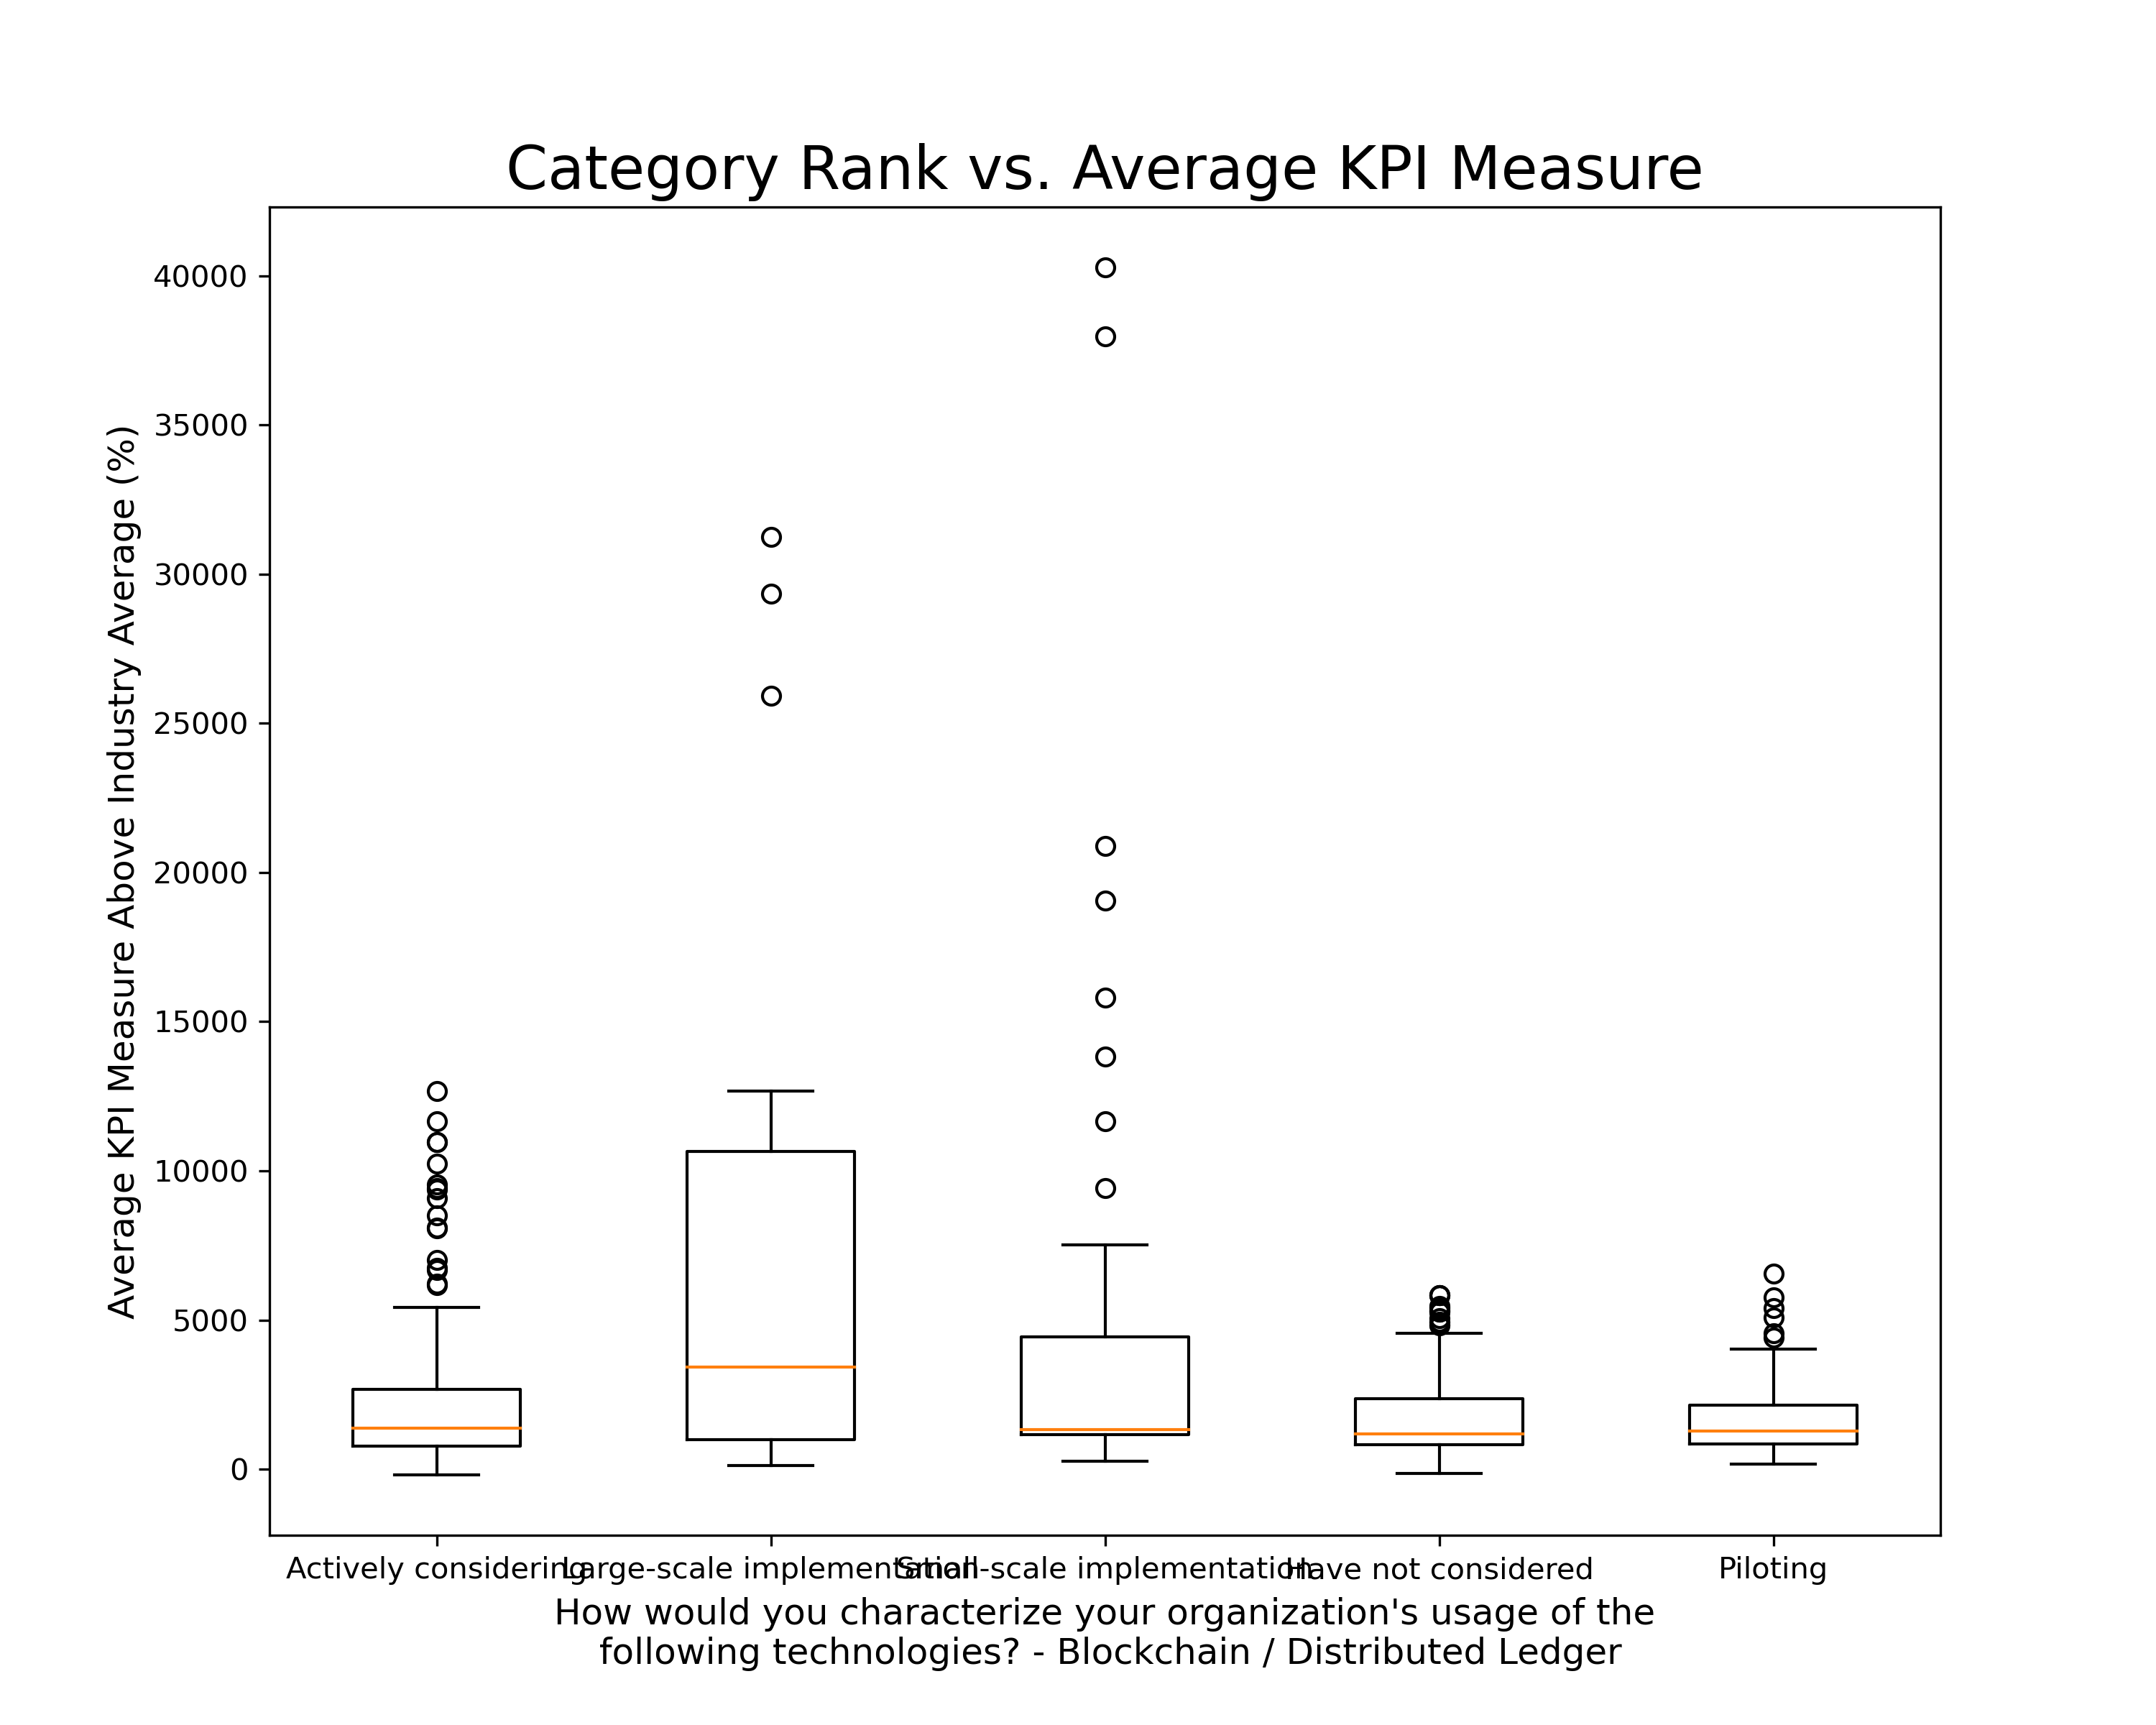 Category Rank vs. Average KPI Measure
Average KPI Measure Above Industry Average (%)
40000
35000
30000
25000
20000
15000
10000
5000
0
Actively considering
Large-scale implementation
Small-scale implementation
Have not considered
Piloting
How would you characterize your organization's usage of the
following technologies? - Blockchain / Distributed Ledger